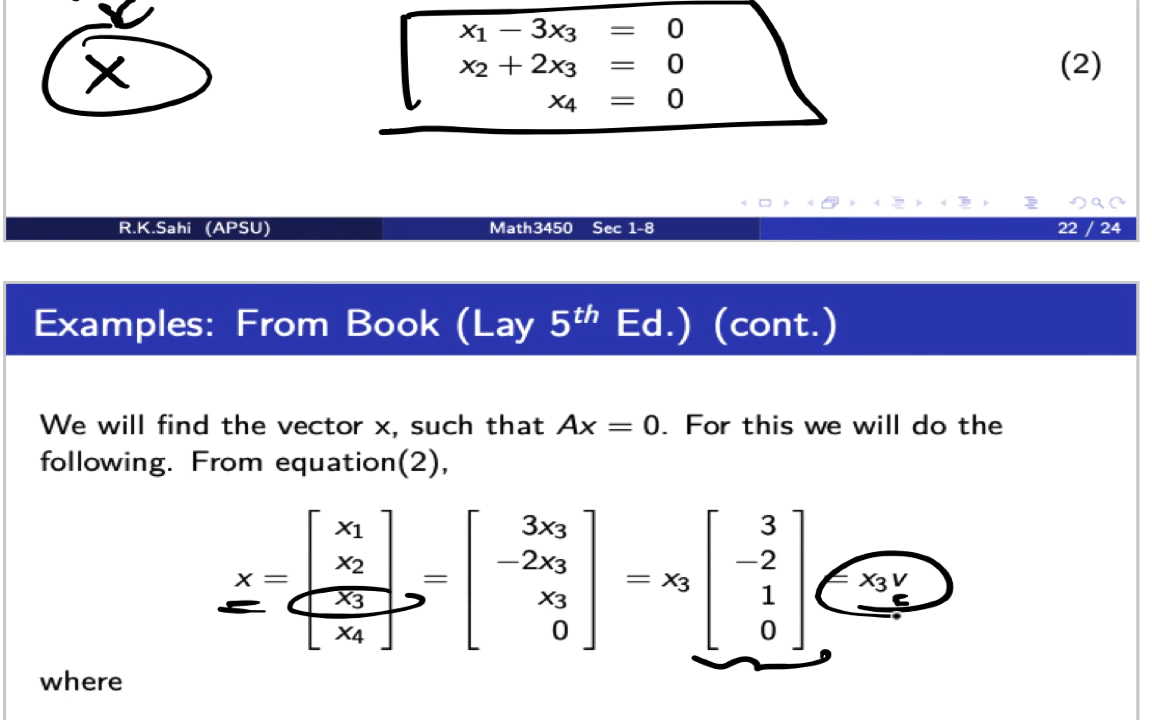 X
x₁ − 3x₃ = 0
x₂ + 2x₃ = 0 (2)
x₄ = 0
R.K.Sahi (APSU) Math3450 Sec 1-8 22 / 24
Examples: From Book (Lay 5ᵗʰ Ed.) (cont.)
We will find the vector x, such that Ax = 0. For this we will do the
following. From equation(2),
x = [x₁ x₂ x₃ x₄] = [3x₃ −2x₃ x₃ 0] = x₃ [3 −2 1 0] = x₃v
where